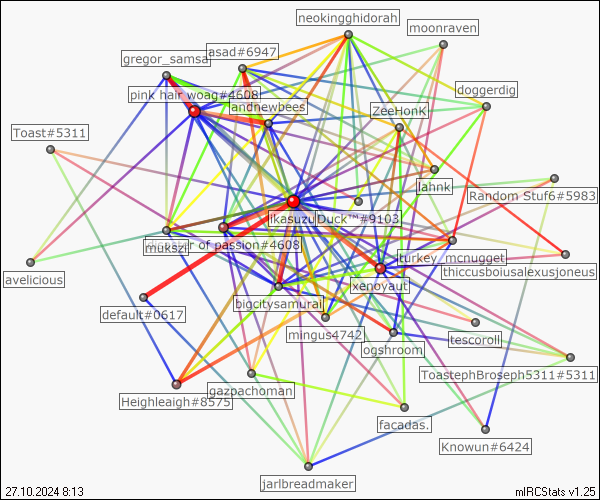 neokingghidorah
moonraven
gregor_samsa
asad#6947
pink hair woag#4608
andnewbees
doggerdig
ZeeHonK
Toast#5311
lahnk
Random Stuf6#5983
ikasuzu
Duck™#9103
mukszi
r of passion#4608
turkey_mcnugget
thiccusboiusalexusjoneus
avelicious
xenoyaut
bigcitysamurai
default#0617
mingus4742
tescoroll
ogshroom
ToastephBroseph5311#5311
Heighleaigh#8575
gazpachoman
facadas.
Knowun#6424
jarlbreadmaker
27.10.2024 8:13
mIRCStats v1.25